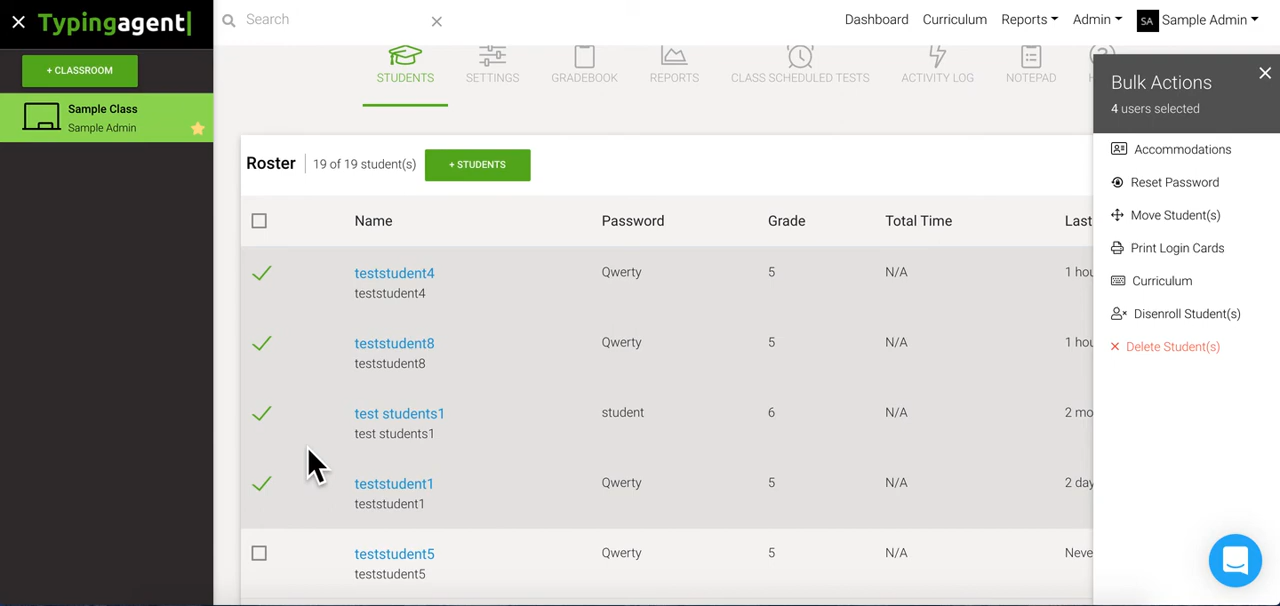 Typingagent|
Search
Dashboard
Curriculum
Reports
Admin
SA
Sample Admin
+ CLASSROOM
Sample Class
Sample Admin
STUDENTS
SETTINGS
GRADEBOOK
REPORTS
CLASS SCHEDULED TESTS
ACTIVITY LOG
NOTEPAD
Bulk Actions
4 users selected
Accommodations
Reset Password
Move Student(s)
Print Login Cards
Curriculum
Disenroll Student(s)
Delete Student(s)
Roster
19 of 19 student(s)
+ STUDENTS
Name Password Grade Total Time Last
teststudent4 Qwerty 5 N/A 1 hou
teststudent4
teststudent8 Qwerty 5 N/A 1 hou
teststudent8
test students1 student 6 N/A 2 mo
test students1
teststudent1 Qwerty 5 N/A 2 day
teststudent1
teststudent5 Qwerty 5 N/A Neve
teststudent5